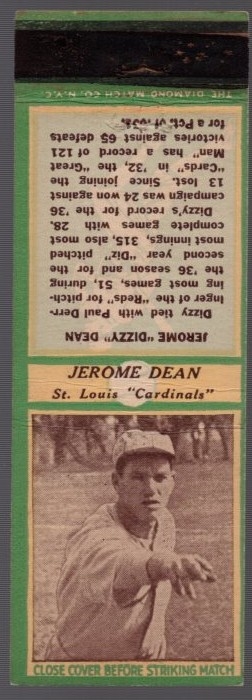 THE DIAMOND MATCH CO. N.Y.C.
JEROME "DIZZY" DEAN
Dizzy with Paul Derr-
inger of the "Reds" for pitch-
ing most games, 51, during
the '36 season and for the
second year "Diz" pitched
most innings, 315, also most
complete games with 28.
Dizzy's record for the '36
campaign was 24 won against
13 lost. Since joining the
"Cards" in '32, the "Great
Man" has a record of 121
victories against 65 defeats
for a Pct. of
JEROME DEAN
St. Louis "Cardinals"
CLOSE COVER BEFORE STRIKING MATCH